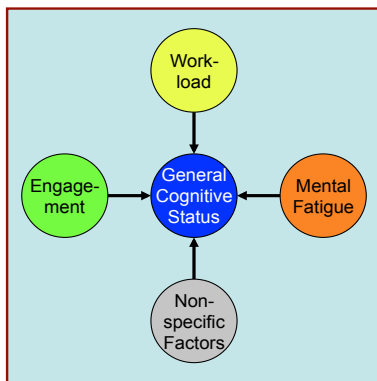 Work-
load
Engage-
ment
General
Cognitive
Status
Mental
Fatigue
Non-
specific
Factors